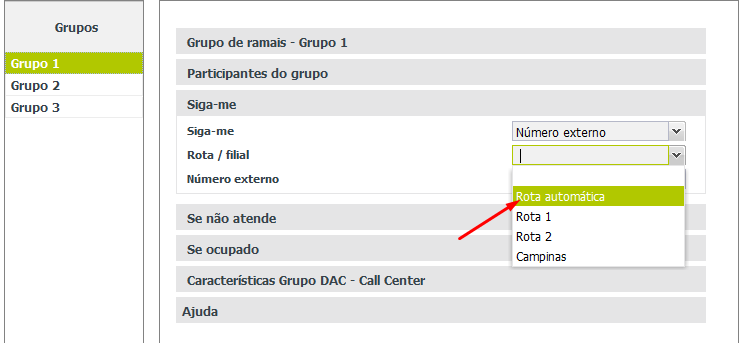 Grupos
Grupo 1
Grupo 2
Grupo 3
Grupo de ramais - Grupo 1
Participantes do grupo
Siga-me
Siga-me Número externo
Rota / filial
Número externo
Rota automática
Rota 1
Rota 2
Campinas
Se não atende
Se ocupado
Características Grupo DAC - Call Center
Ajuda